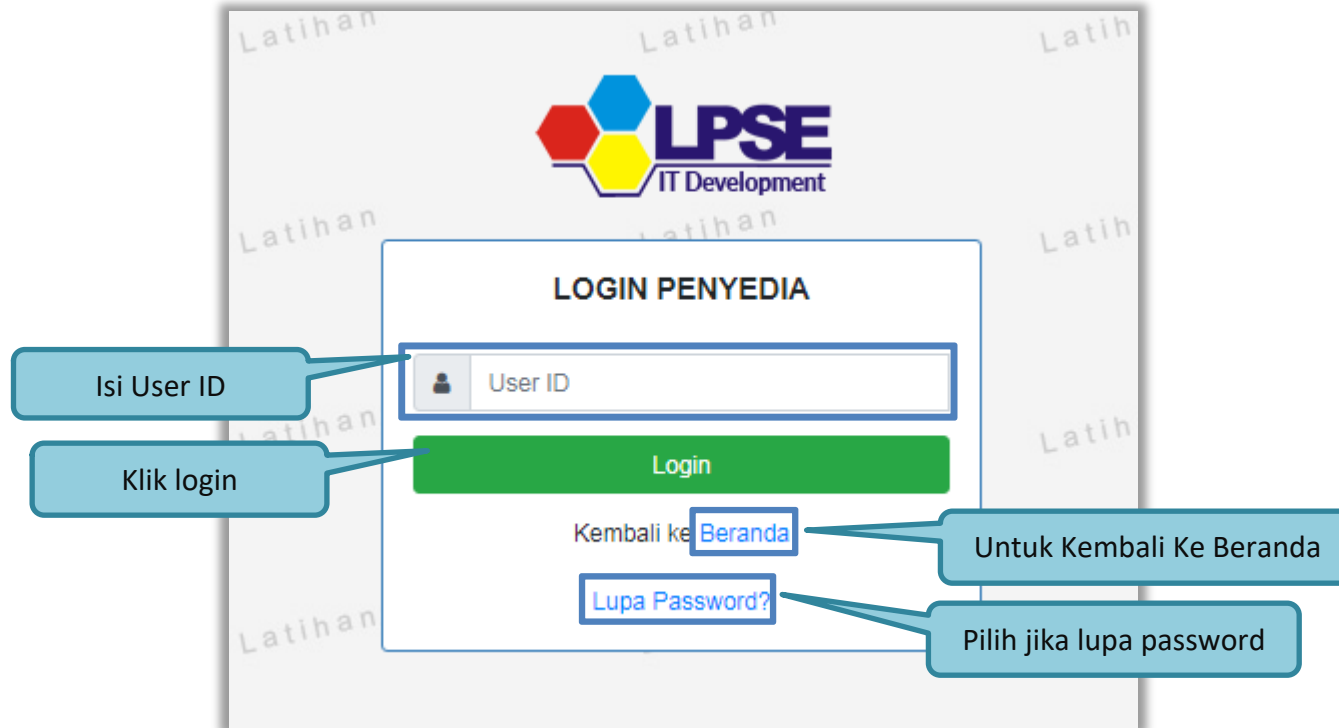 Latihan Latihan Latih
LPSE
IT Development
Latihan Latihan Latih
LOGIN PENYEDIA
Isi User ID
User ID
Latihan Latih
Klik login
Login
Kembali ke Beranda
Untuk Kembali Ke Beranda
Lupa Password?
Pilih jika lupa password
Latihan